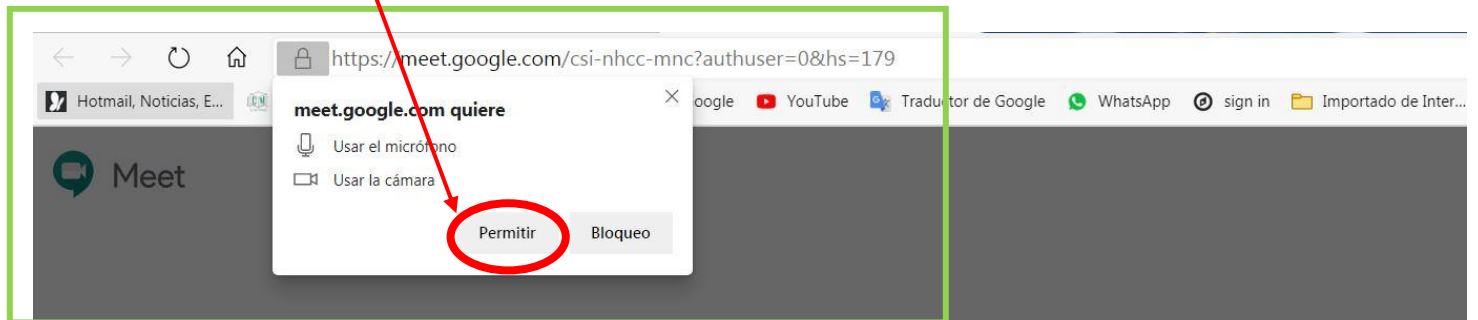 https://meet.google.com/csi-nhcc-mnc?authuser=0&hs=179
Hotmail, Noticias, E... oogle YouTube Traductor de Google WhatsApp sign in Importado de Inter...
meet.google.com quiere
Usar el micrófono
Usar la cámara
Permitir Bloqueo
Meet